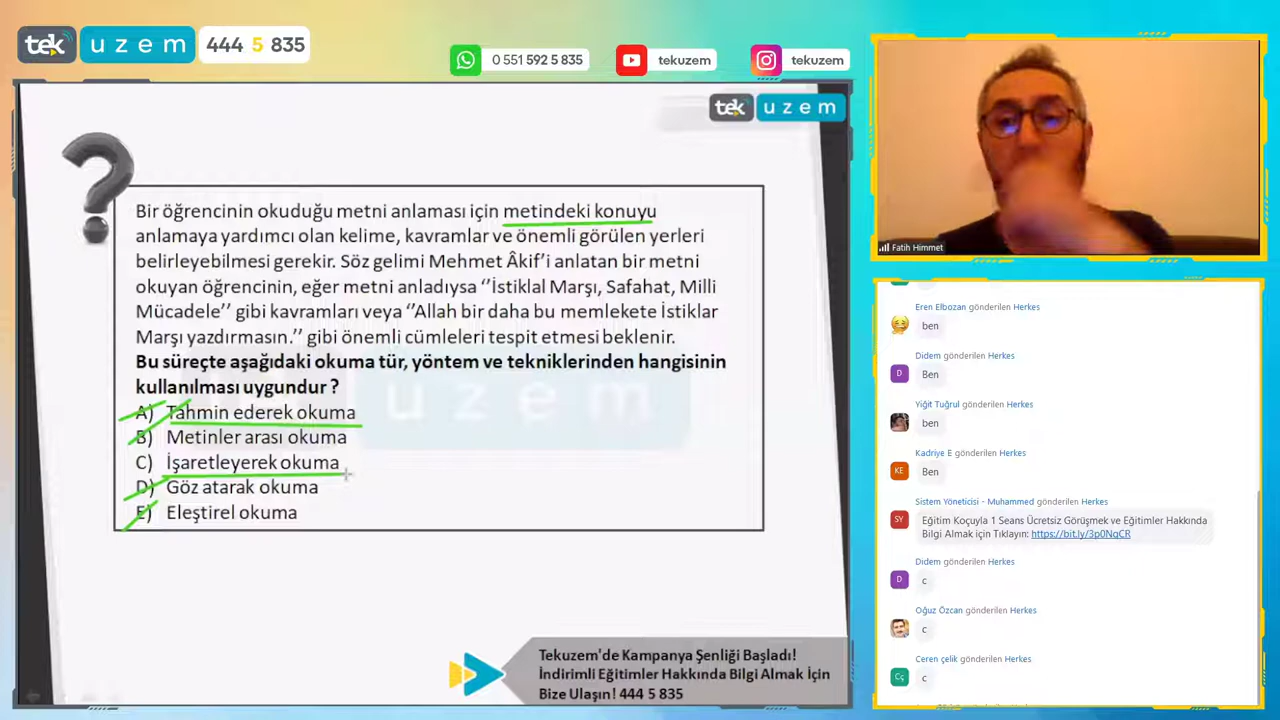 tek uzem 444 5 835
0 551 592 5 835
tekuzem
tekuzem
tek uzem
Bir öğrencinin okuduğu metni anlaması için metindeki konuyu
anlamaya yardımcı olan kelime, kavramlar ve önemli görülen yerleri
belirleyebilmesi gerekir. Söz gelimi Mehmet Âkif'i anlatan bir metni
okuyan öğrencinin, eğer metni anladıysa ‘’İstiklal Marşı, Safahat, Milli
Mücadele’’ gibi kavramları veya ‘’Allah bir daha bu memlekete İstiklar
Marşı yazdırmasın.’’ gibi önemli cümleleri tespit etmesi beklenir.
Bu süreçte aşağıdaki okuma tür, yöntem ve tekniklerinden hangisinin
kullanılması uygundur ?
A) Tahmin ederek okuma
B) Metinler arası okuma
C) İşaretleyerek okuma
D) Göz atarak okuma
E) Eleştirel okuma
uzem
Tekuzem'de Kampanya Şenliği Başladı!
İndirimli Eğitimler Hakkında Bilgi Almak İçin
Bize Ulaşın! 444 5 835
Fatih Himmet
Eren Elbozan gönderilen Herkes
ben
Didem gönderilen Herkes
D
Ben
Yiğit Tuğrul gönderilen Herkes
ben
Kadriye E gönderilen Herkes
KE
Ben
Sistem Yöneticisi - Muhammed gönderilen Herkes
SY
Eğitim Koçuyla 1 Seans Ücretsiz Görüşmek ve Eğitimler Hakkında
Bilgi Almak için Tıklayın: https://bit.ly/3p0NqCR
Didem gönderilen Herkes
D
c
Oğuz Özcan gönderilen Herkes
c
Ceren çelik gönderilen Herkes
CÇ
c